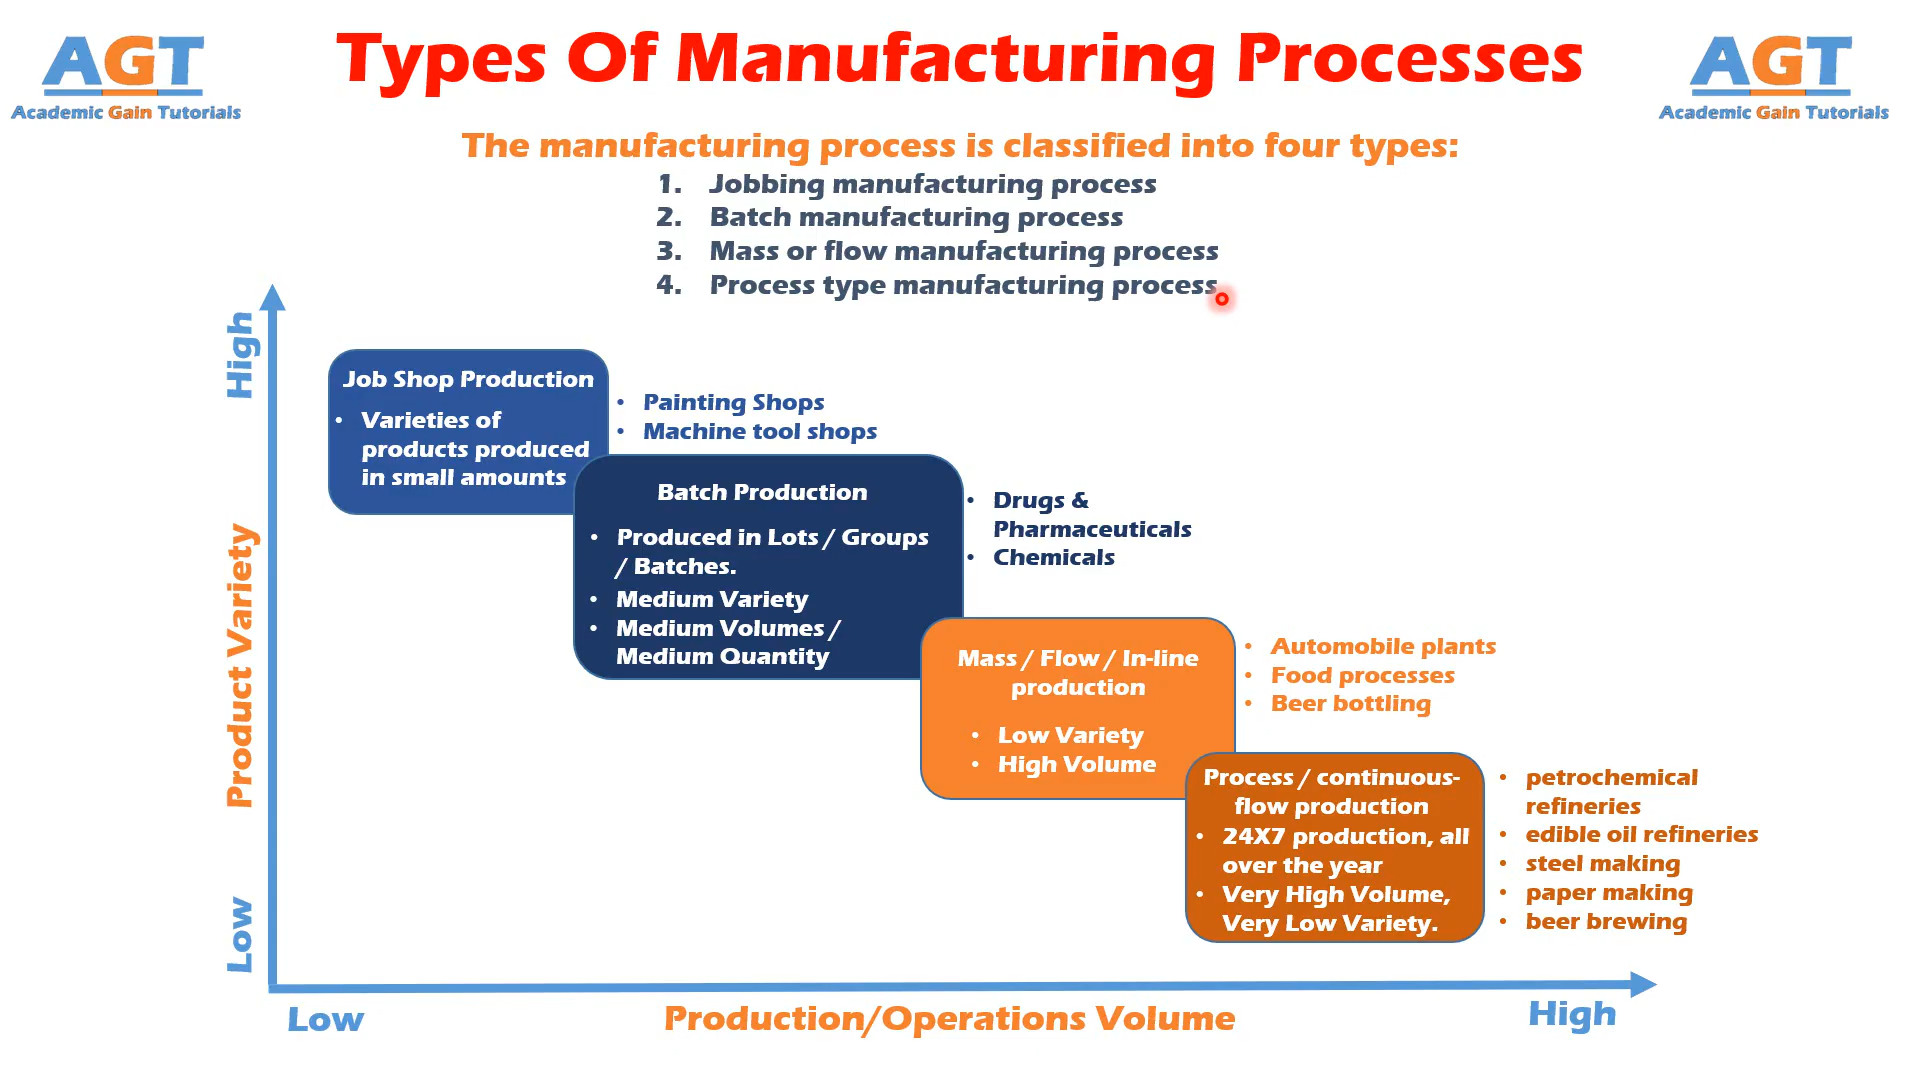 AGT
Academic Gain Tutorials
Types Of Manufacturing Processes
AGT
Academic Gain Tutorials
The manufacturing process is classified into four types:
1. Jobbing manufacturing process
2. Batch manufacturing process
3. Mass or flow manufacturing process
4. Process type manufacturing process
High
Product Variety
Low
Job Shop Production
• Varieties of
products produced
in small amounts
• Painting Shops
• Machine tool shops
Batch Production
• Produced in Lots / Groups
/ Batches.
• Medium Variety
• Medium Volumes /
Medium Quantity
• Drugs &
Pharmaceuticals
• Chemicals
Mass / Flow / In-line
production
• Low Variety
• High Volume
• Automobile plants
• Food processes
• Beer bottling
Process / continuous-
flow production
• 24X7 production, all
over the year
• Very High Volume,
Very Low Variety.
• petrochemical
refineries
• edible oil refineries
• steel making
• paper making
• beer brewing
Low
Production/Operations Volume
High